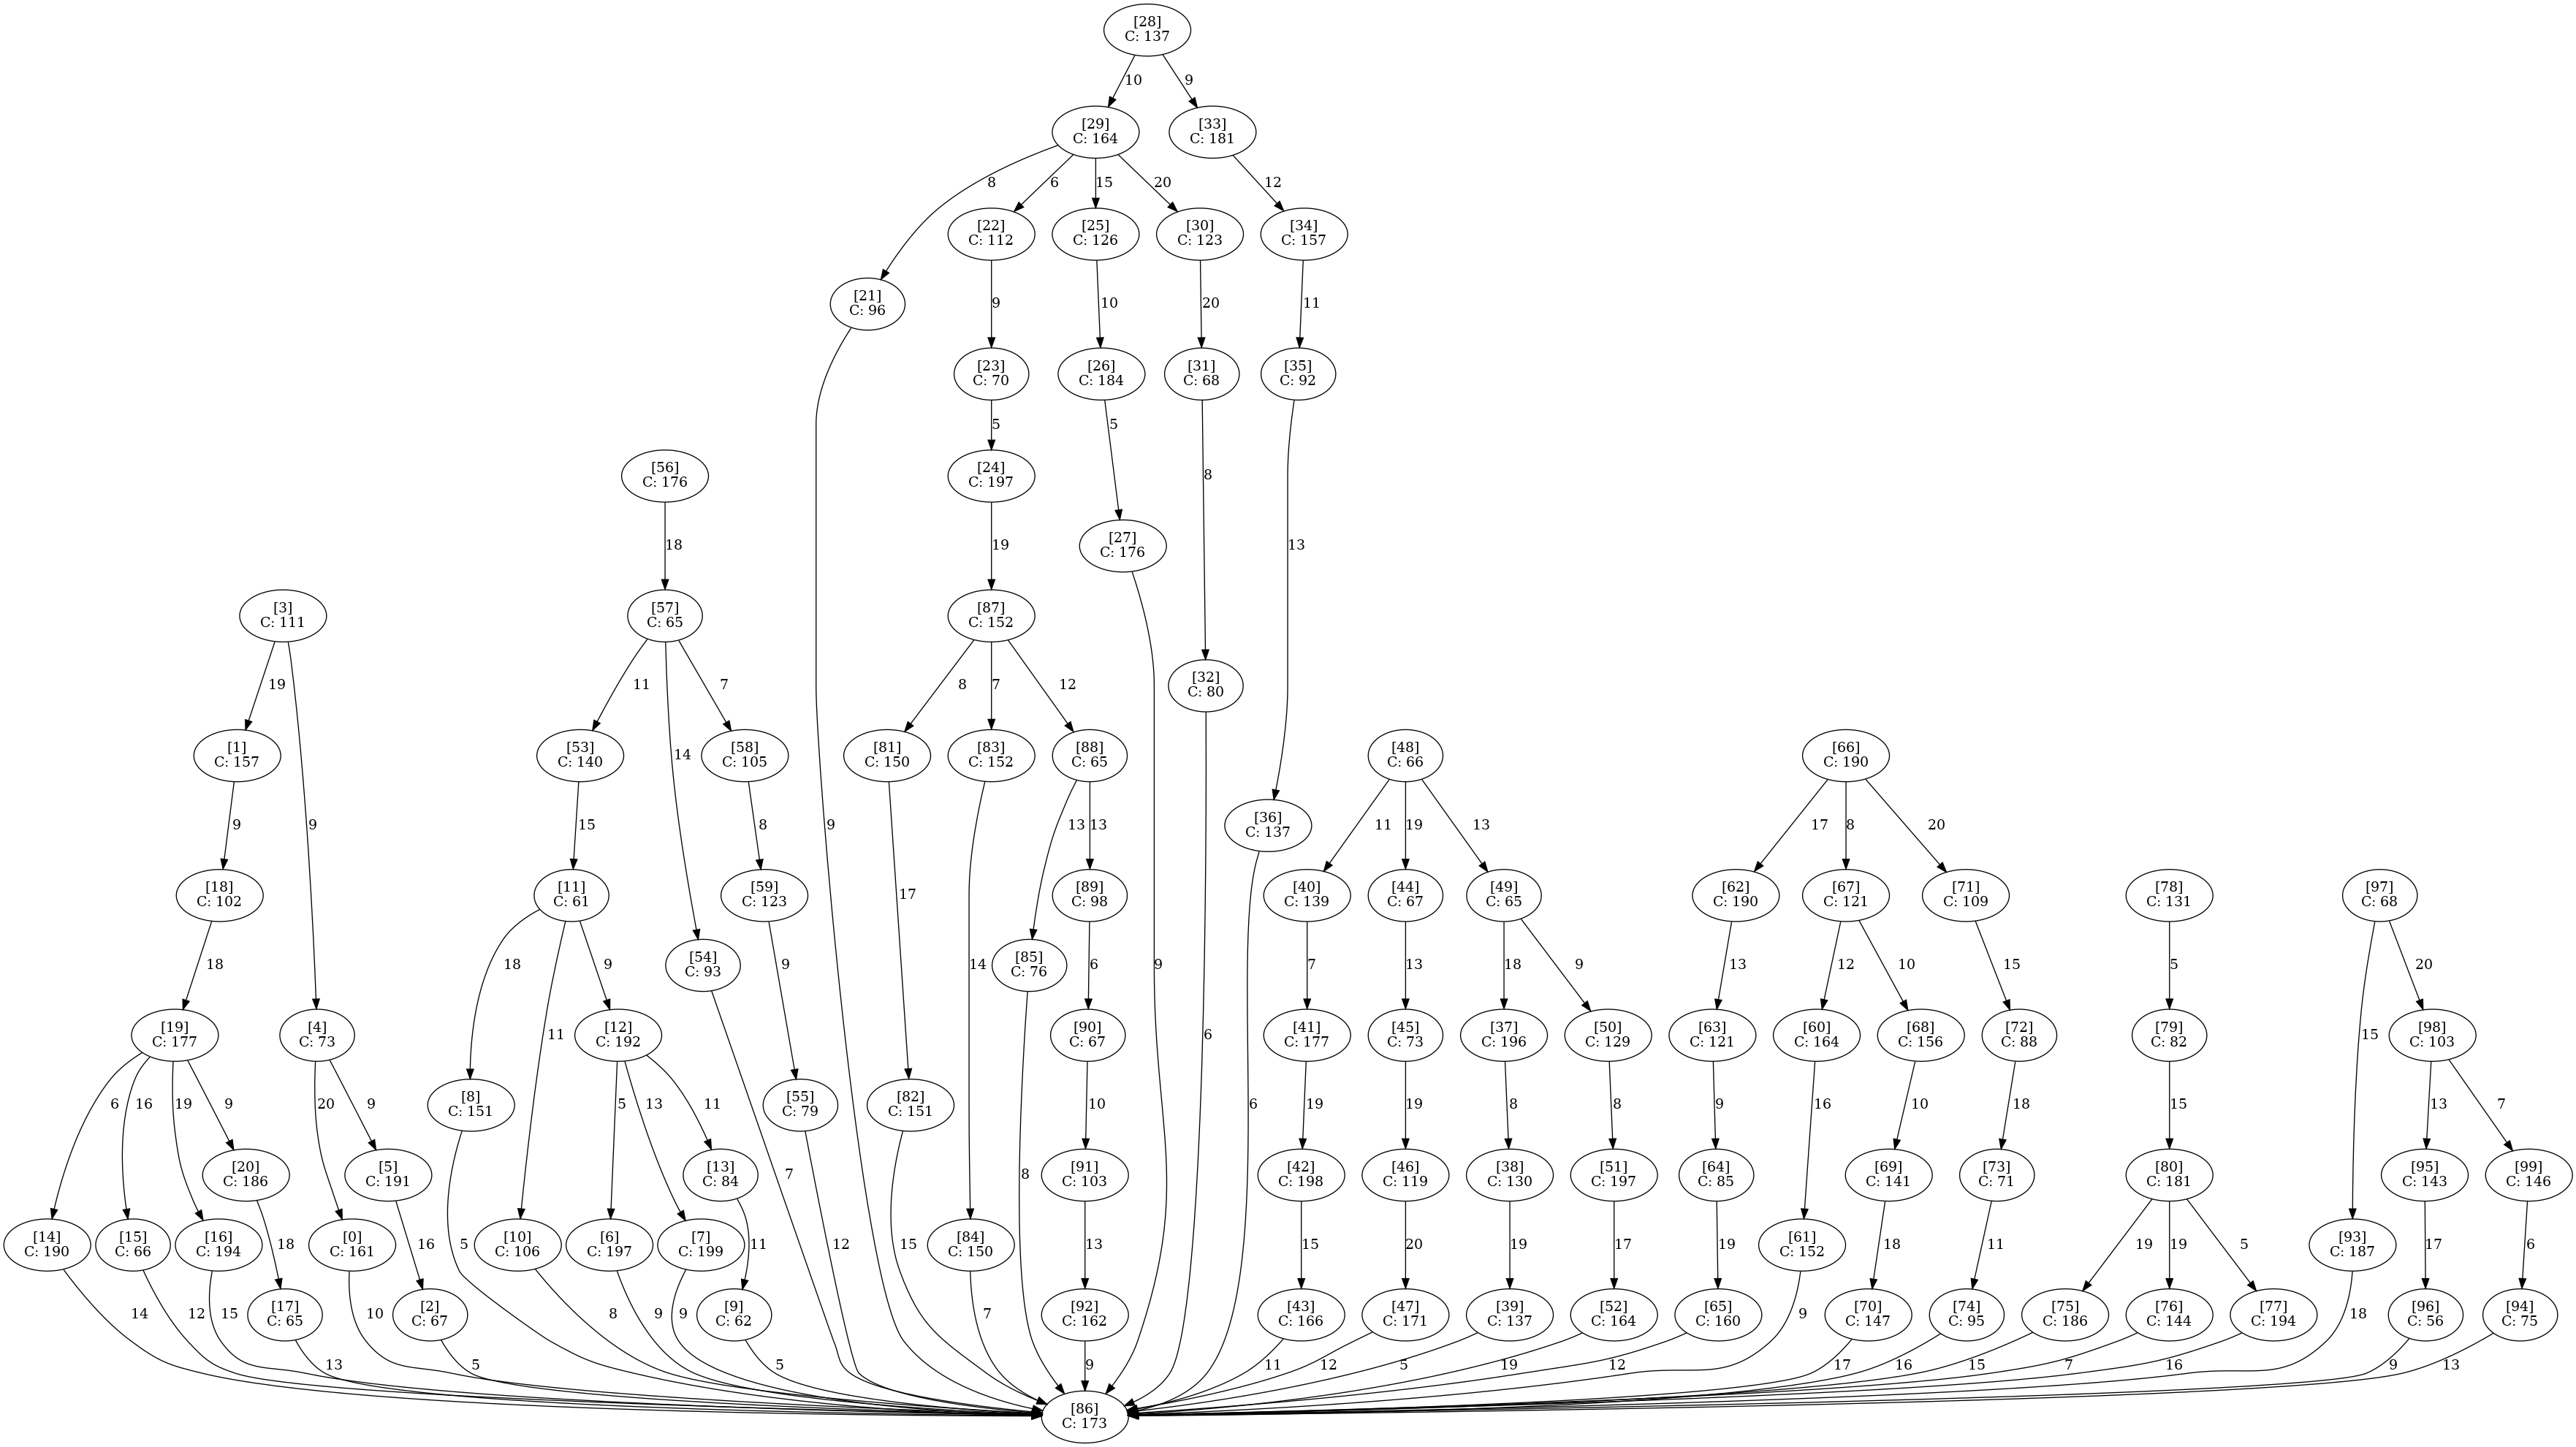 [28]
C: 137
10
9
[29]
C: 164
[33]
C: 181
8
6
15
20
12
[22]
C: 112
[25]
C: 126
[30]
C: 123
[34]
C: 157
[21]
C: 96
9
10
20
11
[23]
C: 70
[26]
C: 184
[31]
C: 68
[35]
C: 92
5
5
[56]
C: 176
[24]
C: 197
8
18
19
[27]
C: 176
13
[3]
C: 111
[57]
C: 65
[87]
C: 152
19
11
7
8
7
12
[32]
C: 80
[1]
C: 157
[53]
C: 140
14
[58]
C: 105
[81]
C: 150
[83]
C: 152
[88]
C: 65
[48]
C: 66
[66]
C: 190
9
9
15
8
9
13
13
[36]
C: 137
11
19
13
17
8
20
[18]
C: 102
[11]
C: 61
[59]
C: 123
17
[89]
C: 98
[40]
C: 139
[44]
C: 67
[49]
C: 65
[62]
C: 190
[67]
C: 121
[71]
C: 109
[78]
C: 131
[97]
C: 68
18
18
9
[54]
C: 93
9
14
[85]
C: 76
6
9
7
13
18
9
13
12
10
15
5
20
[19]
C: 177
[4]
C: 73
11
[12]
C: 192
[90]
C: 67
6
[41]
C: 177
[45]
C: 73
[37]
C: 196
[50]
C: 129
[63]
C: 121
[60]
C: 164
[68]
C: 156
[72]
C: 88
[79]
C: 82
15
[98]
C: 103
6
16
19
9
20
9
[8]
C: 151
5
13
11
[55]
C: 79
[82]
C: 151
10
6
19
19
8
8
9
16
10
18
15
13
7
[20]
C: 186
[5]
C: 191
[13]
C: 84
7
8
[91]
C: 103
[42]
C: 198
[46]
C: 119
[38]
C: 130
[51]
C: 197
[64]
C: 85
[69]
C: 141
[73]
C: 71
[80]
C: 181
[95]
C: 143
[99]
C: 146
[14]
C: 190
[15]
C: 66
[16]
C: 194
18
[0]
C: 161
16
5
[10]
C: 106
[6]
C: 197
[7]
C: 199
11
12
15
[84]
C: 150
13
15
20
19
17
19
[61]
C: 152
18
11
19
19
5
[93]
C: 187
17
6
14
12
15
[17]
C: 65
10
[2]
C: 67
8
9
9
[9]
C: 62
7
[92]
C: 162
[43]
C: 166
[47]
C: 171
[39]
C: 137
[52]
C: 164
[65]
C: 160
9
[70]
C: 147
[74]
C: 95
[75]
C: 186
[76]
C: 144
[77]
C: 194
18
[96]
C: 56
[94]
C: 75
13
5
5
9
11
12
5
19
12
17
16
15
7
16
9
13
[86]
C: 173